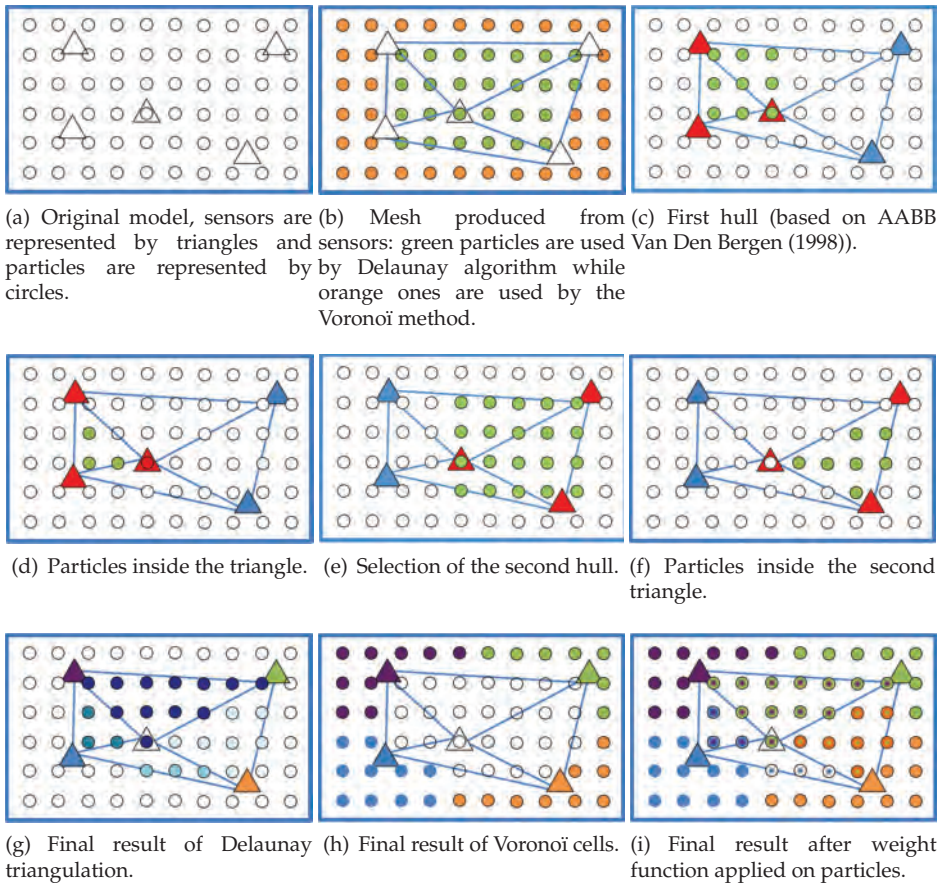 (a) Original model, sensors are
represented by triangles and
particles are represented by
circles.
(b) Mesh produced from
sensors: green particles are used
by Delaunay algorithm while
orange ones are used by the
Voronoï method.
(c) First hull (based on AABB
Van Den Bergen (1998)).
(d) Particles inside the triangle.
(e) Selection of the second hull.
(f) Particles inside the second
triangle.
(g) Final result of Delaunay
triangulation.
(h) Final result of Voronoï cells.
(i) Final result after weight
function applied on particles.